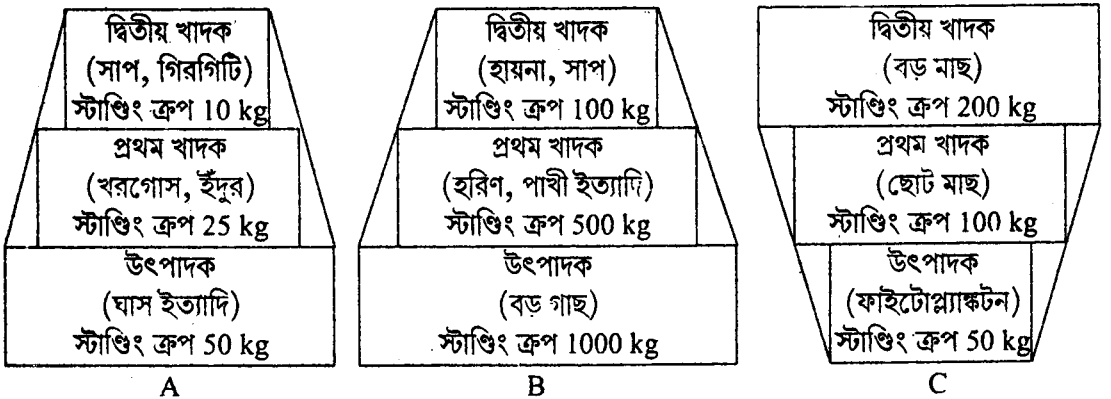 দ্বিতীয় খাদক
(সাপ, গিরগিটি)
স্টাণ্ডিং ক্রপ 10 kg
প্রথম খাদক
(খরগোস, ইঁদুর)
স্টাণ্ডিং ক্রপ 25 kg
উৎপাদক
(ঘাস ইত্যাদি)
স্টাণ্ডিং ক্রপ 50 kg
A
দ্বিতীয় খাদক
(হায়না, সাপ)
স্টাণ্ডিং ক্রপ 100 kg
প্রথম খাদক
(হরিণ, পাখী ইত্যাদি)
স্টাণ্ডিং ক্রপ 500 kg
উৎপাদক
(বড় গাছ)
স্টাণ্ডিং ক্রপ 1000 kg
B
দ্বিতীয় খাদক
(বড় মাছ)
স্টাণ্ডিং ক্রপ 200 kg
প্রথম খাদক
(ছোট মাছ)
স্টাণ্ডিং ক্রপ 100 kg
উৎপাদক
(ফাইটোপ্ল্যাঙ্কটন)
স্টাণ্ডিং ক্রপ 50 kg
C